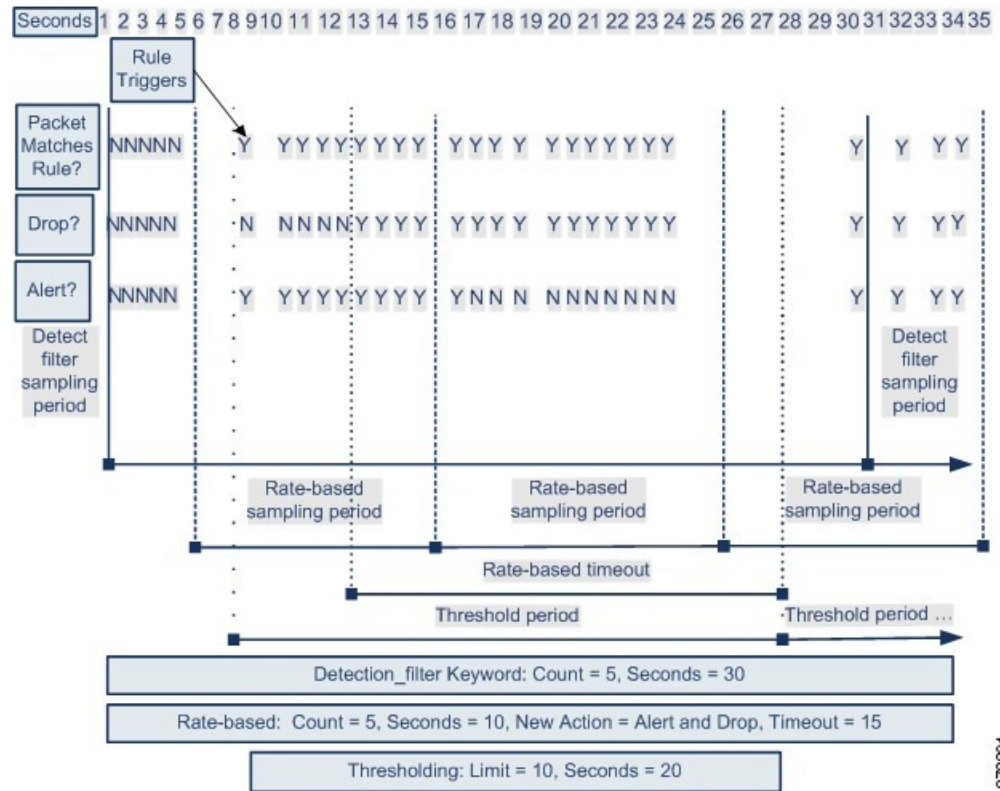 Seconds 1 2 3 4 5 6 7 8 9 10 11 12 13 14 15 16 17 18 19 20 21 22 23 24 25 26 27 28 29 30 31 32 33 34 35
Rule
Triggers
Packet
Matches
Rule?
NNNNN Y YYYYYYYY YYY Y YYYYYYY Y Y Y Y
Drop?
NNNNN N NNNNYYYY YYYY YYYYYYY Y Y Y Y
Alert?
NNNNN Y YYYYYYYY YNN N NNNNNNN Y Y Y Y
Detect
filter
sampling
period
Detect
filter
sampling
period
Rate-based
sampling period
Rate-based
sampling period
Rate-based
sampling period
Rate-based timeout
Threshold period
Threshold period ...
Detection_filter Keyword: Count = 5, Seconds = 30
Rate-based: Count = 5, Seconds = 10, New Action = Alert and Drop, Timeout = 15
Thresholding: Limit = 10, Seconds = 20